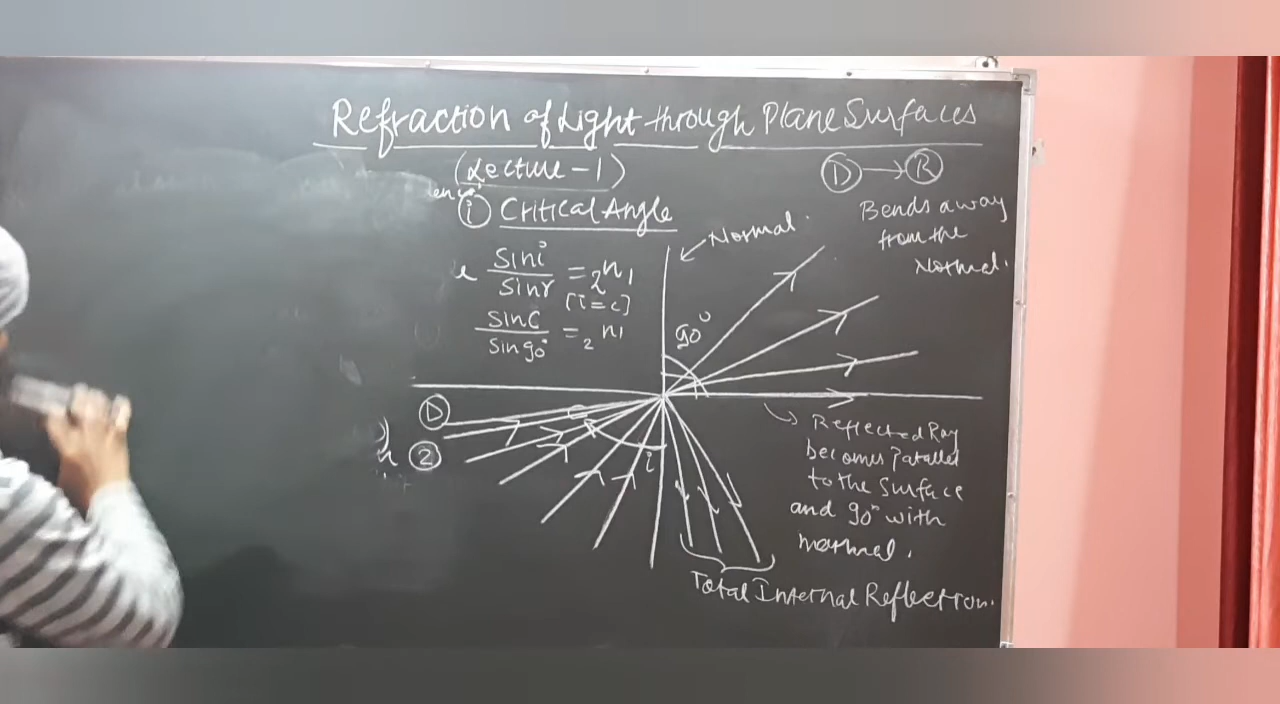 Refraction of Light through Plane Surfaces
(Lecture-1)
D → R
i Critical Angle
Bends away
from the
Normal.
Normal.
sin i / sin r = ₂n₁
[i=c]
sin c / sin 90° = ₂n₁
90°
D
2
i
Reflected Ray
becomes Parallel
to the surface
and 90° with
normal.
Total Internal Reflection.